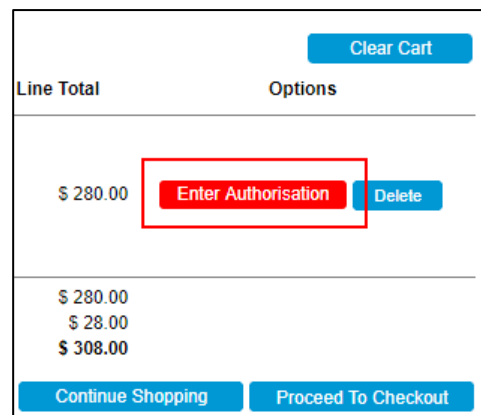 Clear Cart
Line Total Options
$ 280.00 Enter Authorisation Delete
$ 280.00
$ 28.00
$ 308.00
Continue Shopping Proceed To Checkout